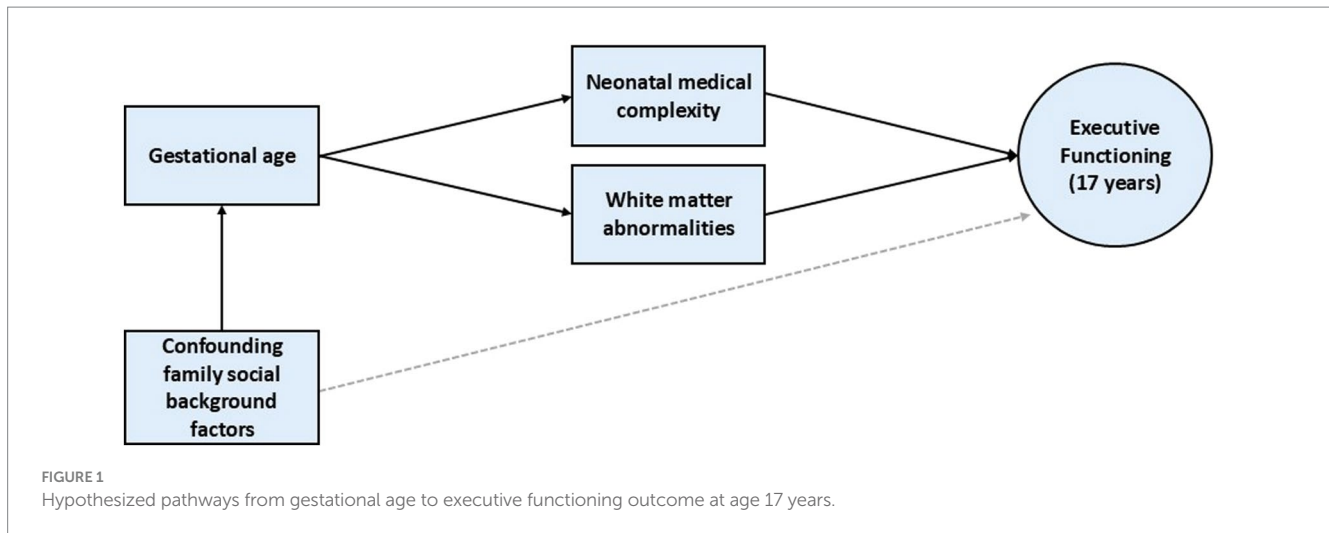 Neonatal medical
complexity
Gestational age
Executive
Functioning
(17 years)
White matter
abnormalities
Confounding
family social
background
factors
FIGURE 1
Hypothesized pathways from gestational age to executive functioning outcome at age 17 years.